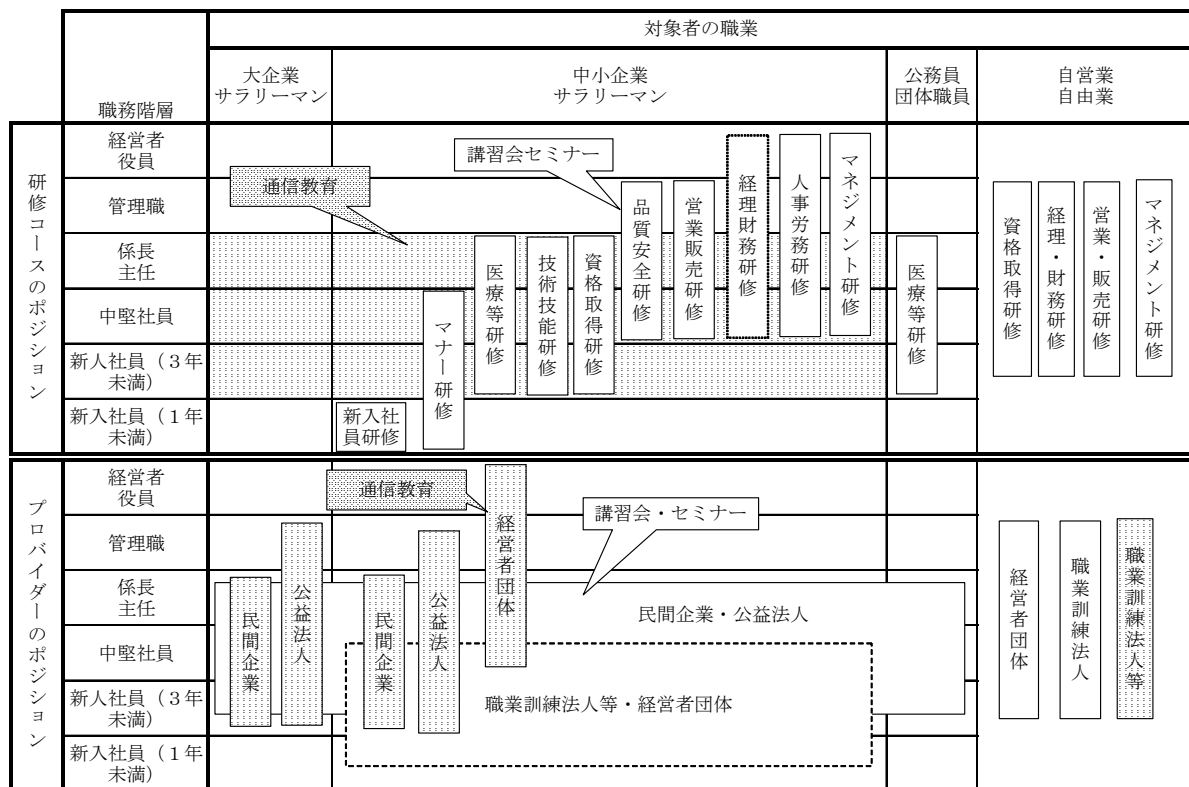 対象者の職業
職務階層
大企業
サラリーマン
中小企業
サラリーマン
公務員
団体職員
自営業
自由業
研修コースのポジション
経営者
役員
管理職
係長
主任
中堅社員
新人社員（3年
未満）
新入社員（1年
未満）
通信教育
講習会セミナー
新入社
員研修
マナー研修
医療等研修
技術技能研修
資格取得研修
品質安全研修
営業販売研修
経理財務研修
人事労務研修
マネジメント研修
医療等研修
資格取得研修
経理・財務研修
営業・販売研修
マネジメント研修
プロバイダーのポジション
経営者
役員
管理職
係長
主任
中堅社員
新人社員（3年
未満）
新入社員（1年
未満）
通信教育
講習会・セミナー
民間企業
公益法人
民間企業
公益法人
経営者団体
民間企業・公益法人
職業訓練法人等・経営者団体
経営者団体
職業訓練法人
職業訓練法人等